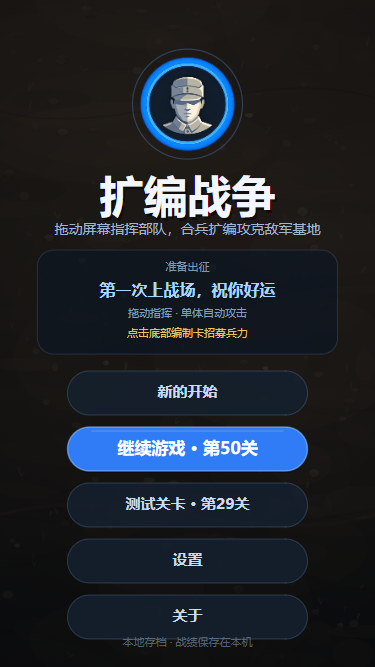 扩编战争
拖动屏幕指挥部队，合兵扩编攻克敌军基地
准备出征
第一次上战场，祝你好运
拖动指挥 · 单体自动攻击
点击底部编制卡招募兵力
新的开始
继续游戏 · 第50关
测试关卡 · 第29关
设置
关于
本地存档 · 战绩保存在本机